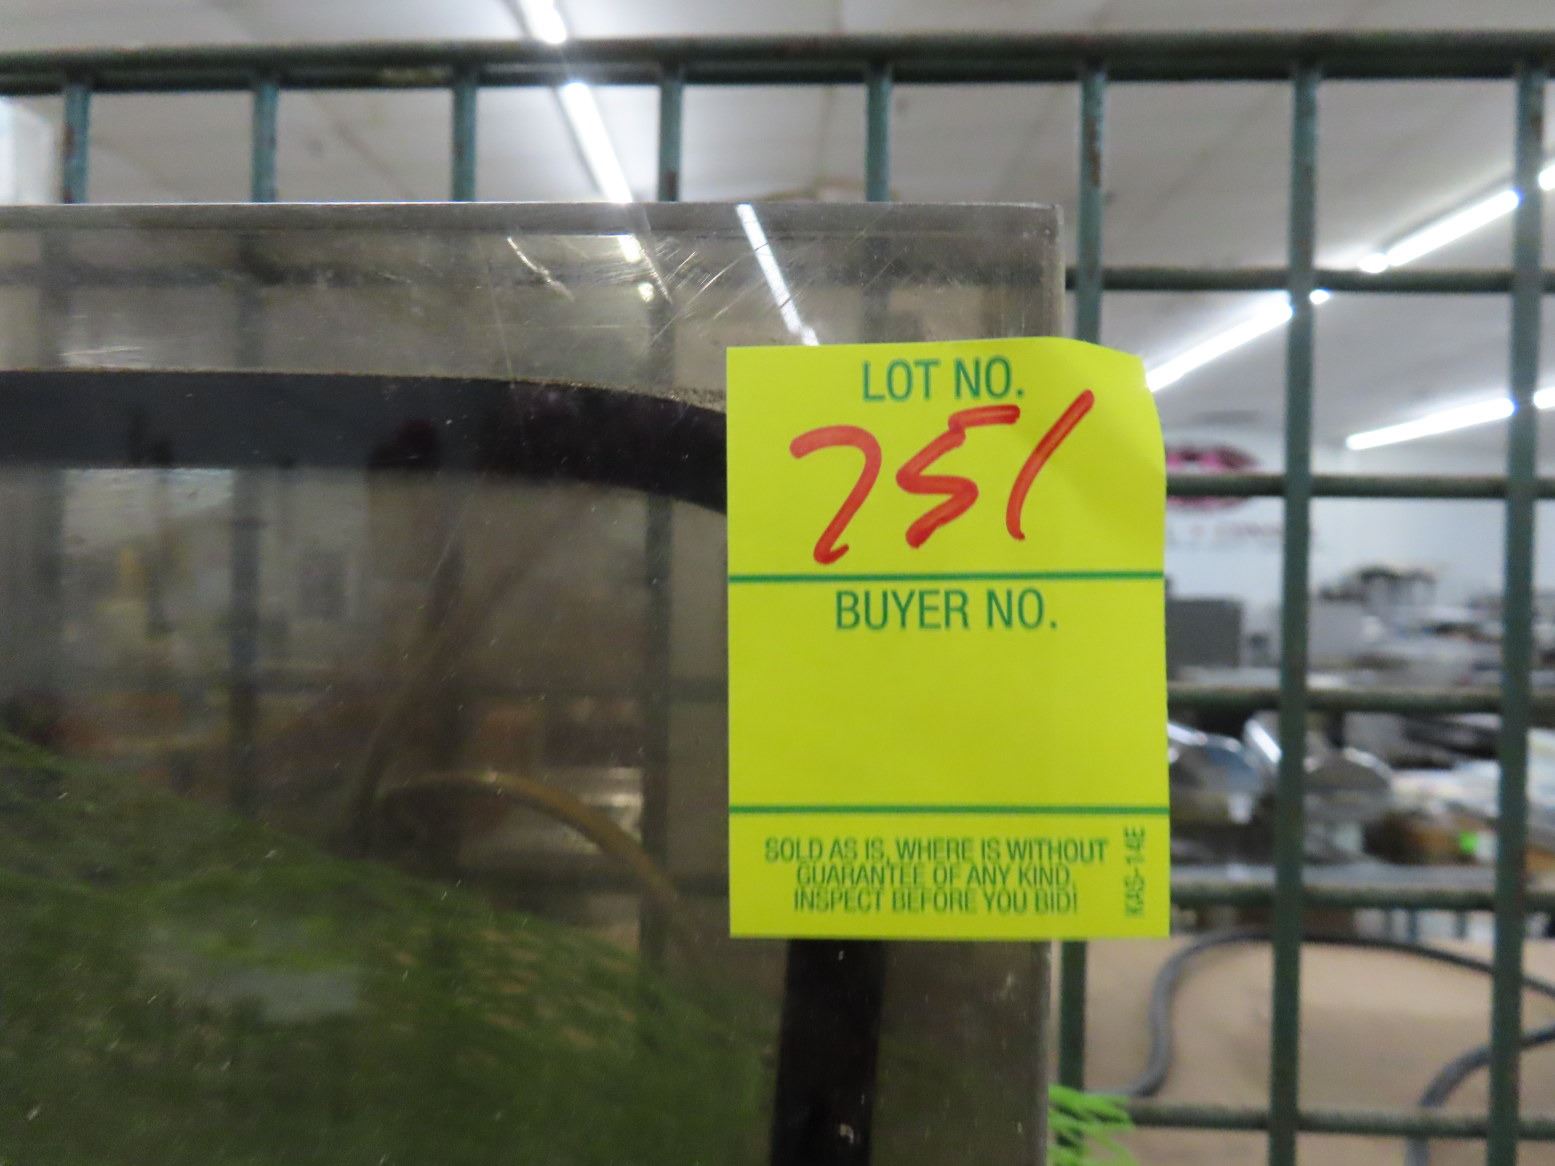 LOT NO.
751
BUYER NO.
SOLD AS IS, WHERE IS WITHOUT
GUARANTEE OF ANY KIND.
INSPECT BEFORE YOU BID!
KAS-14E